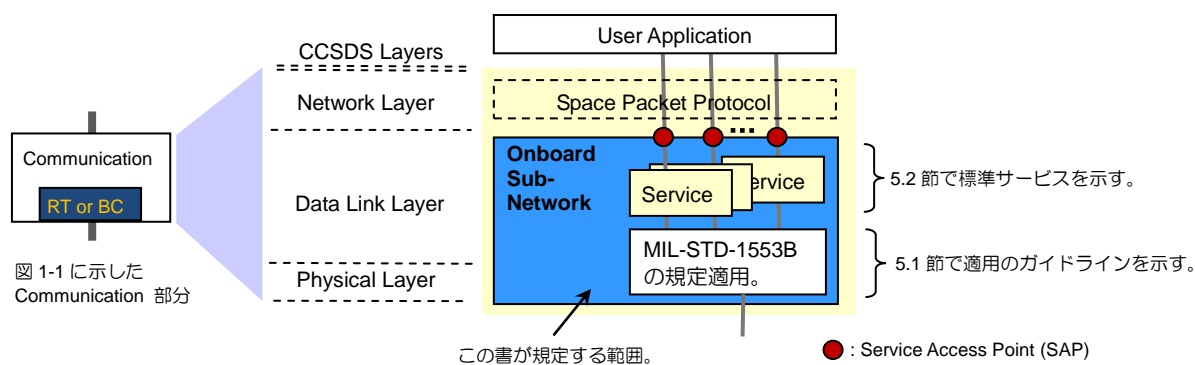 User Application
CCSDS Layers
Network Layer
Space Packet Protocol
...
Communication
RT or BC
図 1-1 に示した
Communication 部分
Data Link Layer
Onboard
Sub-
Network
Service
ervice
5.2 節で標準サービスを示す。
MIL-STD-1553B
の規定適用。
5.1 節で適用のガイドラインを示す。
Physical Layer
この書が規定する範囲。
: Service Access Point (SAP)